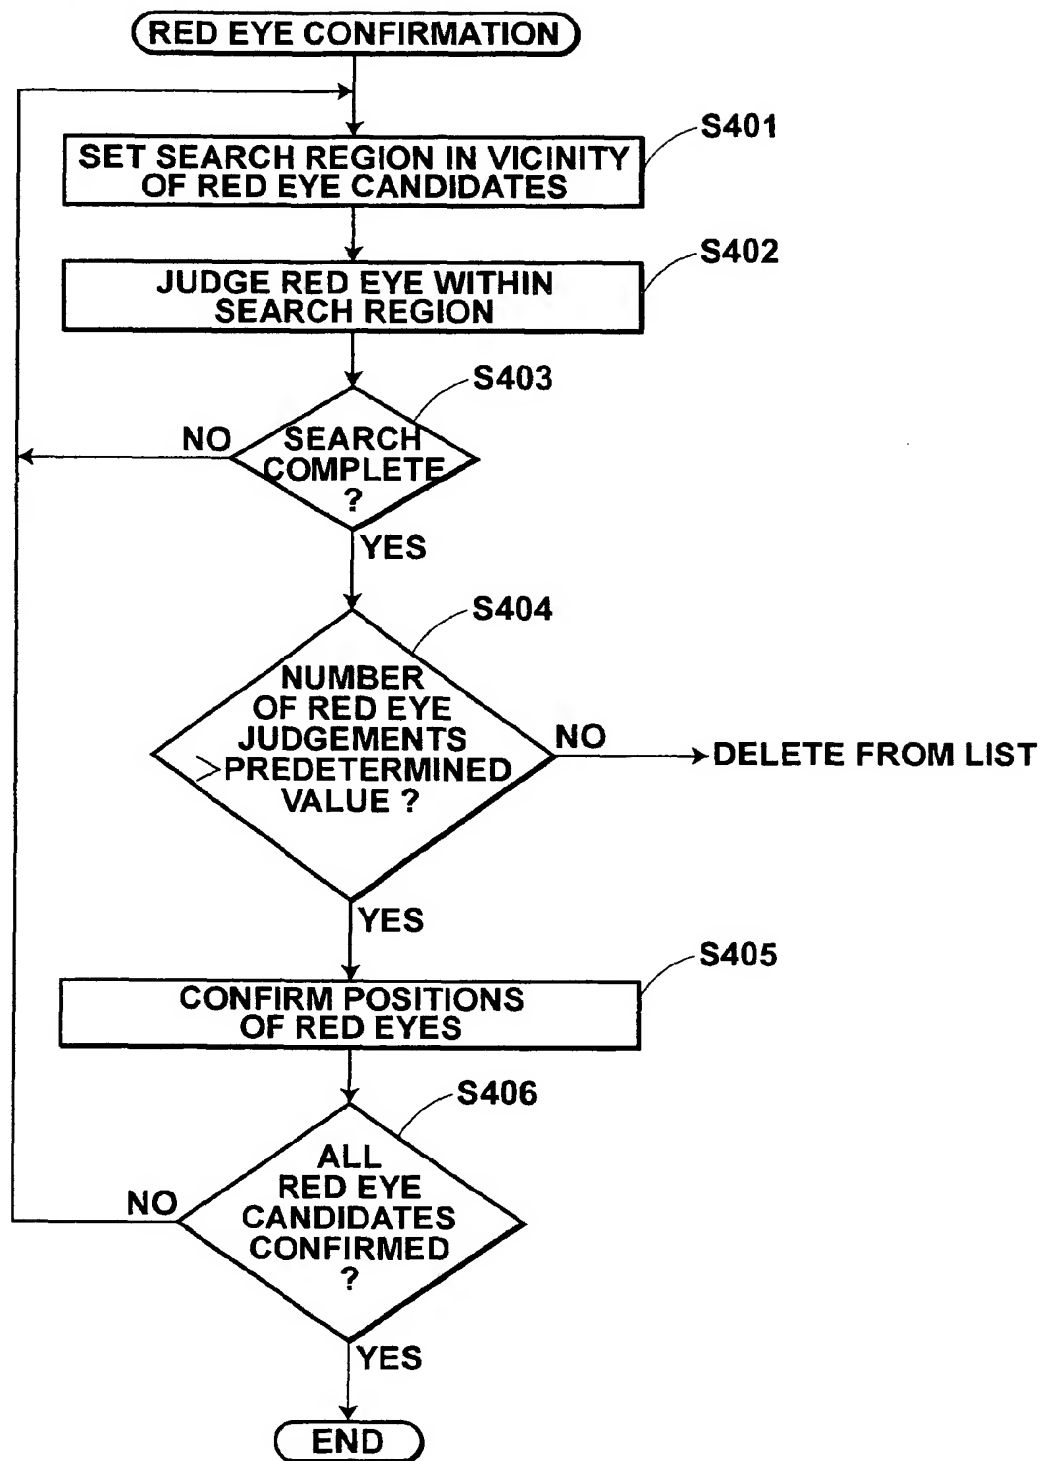 RED EYE CONFIRMATION
S401
SET SEARCH REGION IN VICINITY
OF RED EYE CANDIDATES
S402
JUDGE RED EYE WITHIN
SEARCH REGION
S403
NO
SEARCH
COMPLETE
?
YES
S404
NUMBER
OF RED EYE
JUDGEMENTS
>PREDETERMINED
VALUE ?
NO
DELETE FROM LIST
YES
S405
CONFIRM POSITIONS
OF RED EYES
S406
ALL
RED EYE
CANDIDATES
CONFIRMED
?
NO
YES
END